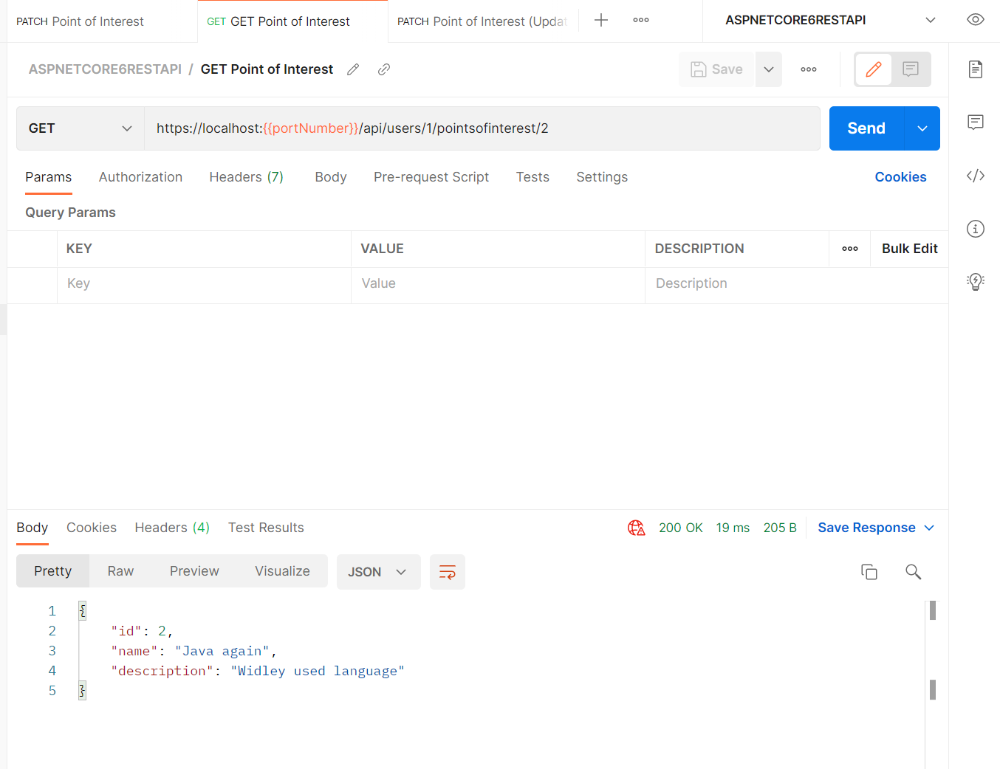 PATCH Point of Interest
GET GET Point of Interest
PATCH Point of Interest (Updat
ASPNETCORE6RESTAPI
ASPNETCORE6RESTAPI / GET Point of Interest
Save
GET
https://localhost:{{portNumber}}/api/users/1/pointsofinterest/2
Send
Params Authorization Headers (7) Body Pre-request Script Tests Settings Cookies
Query Params
KEY VALUE DESCRIPTION Bulk Edit
Key Value Description
Body Cookies Headers (4) Test Results 200 OK 19 ms 205 B Save Response
Pretty Raw Preview Visualize JSON
1 {
2 "id": 2,
3 "name": "Java again",
4 "description": "Widley used language"
5 }